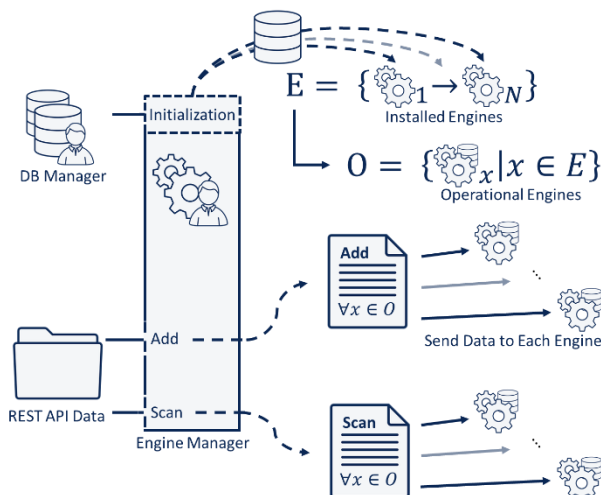 E = { 1 → N}
Initialization
Installed Engines
DB Manager
O = { x|x ∈ E}
Operational Engines
Add
∀x ∈ O
Add
Send Data to Each Engine
REST API Data
Scan
Engine Manager
Scan
∀x ∈ O